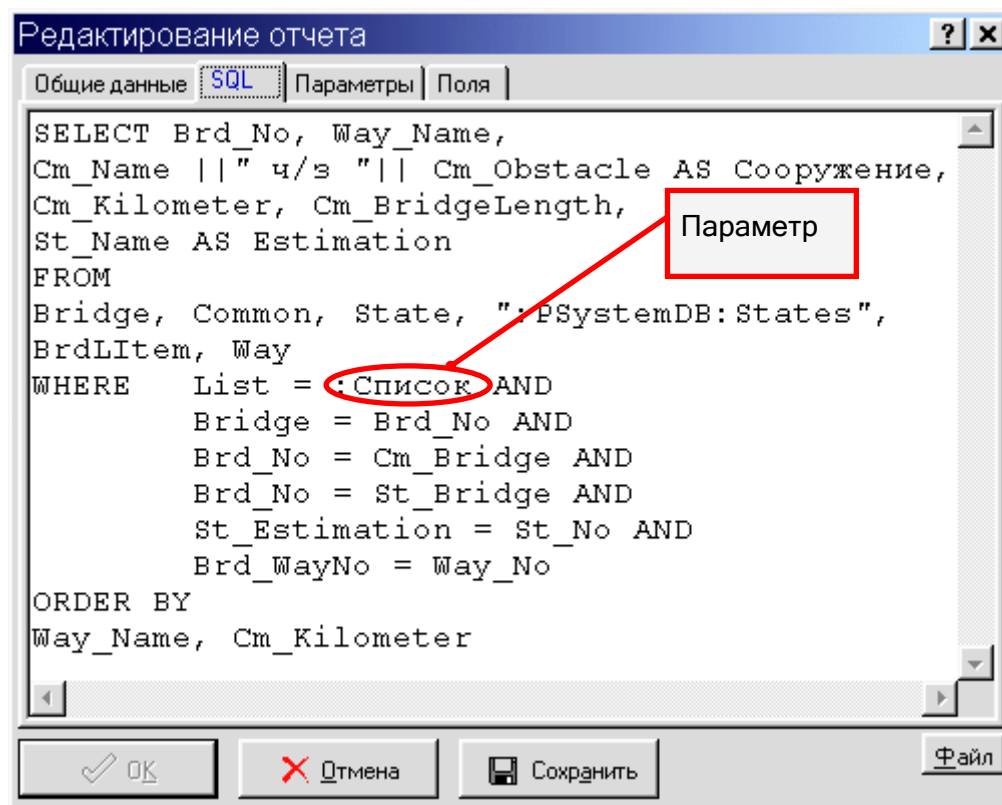 Редактирование отчета
Общие данные SQL Параметры Поля
SELECT Brd_No, Way_Name,
Cm_Name ||" ч/з "|| Cm_Obstacle AS Сооружение,
Cm_Kilometer, Cm_BridgeLength,
Параметр
St_Name AS Estimation
FROM
Bridge, Common, State, ":PSystemDB:States",
BrdLItem, Way
WHERE List = :Список AND
Bridge = Brd_No AND
Brd_No = Cm_Bridge AND
Brd_No = St_Bridge AND
St_Estimation = St_No AND
Brd_WayNo = Way_No
ORDER BY
Way_Name, Cm_Kilometer
OK Отмена Сохранить Файл